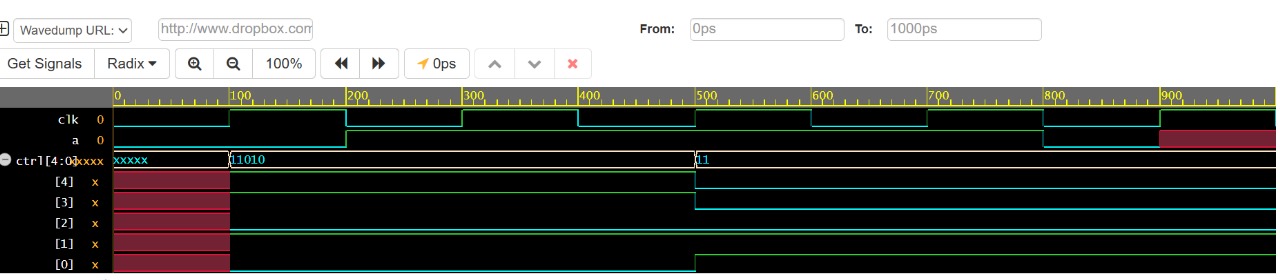 Wavedump URL: http://www.dropbox.com From: 0ps To: 1000ps
Get Signals Radix 100% 0ps
0 100 200 300 400 500 600 700 800 900
clk 0
a 0
ctrl[4:0] xxxxx xxxxx 11010 11
[4] x
[3] x
[2] x
[1] x
[0] x